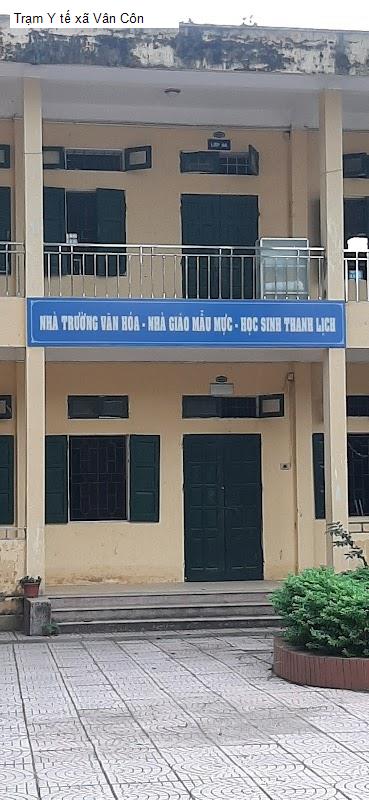 Trạm Y tế xã Vân Côn
NHÀ TRƯỜNG VĂN HÓA - NHÀ GIÁO MẪU MỰC - HỌC SINH THANH LỊCH